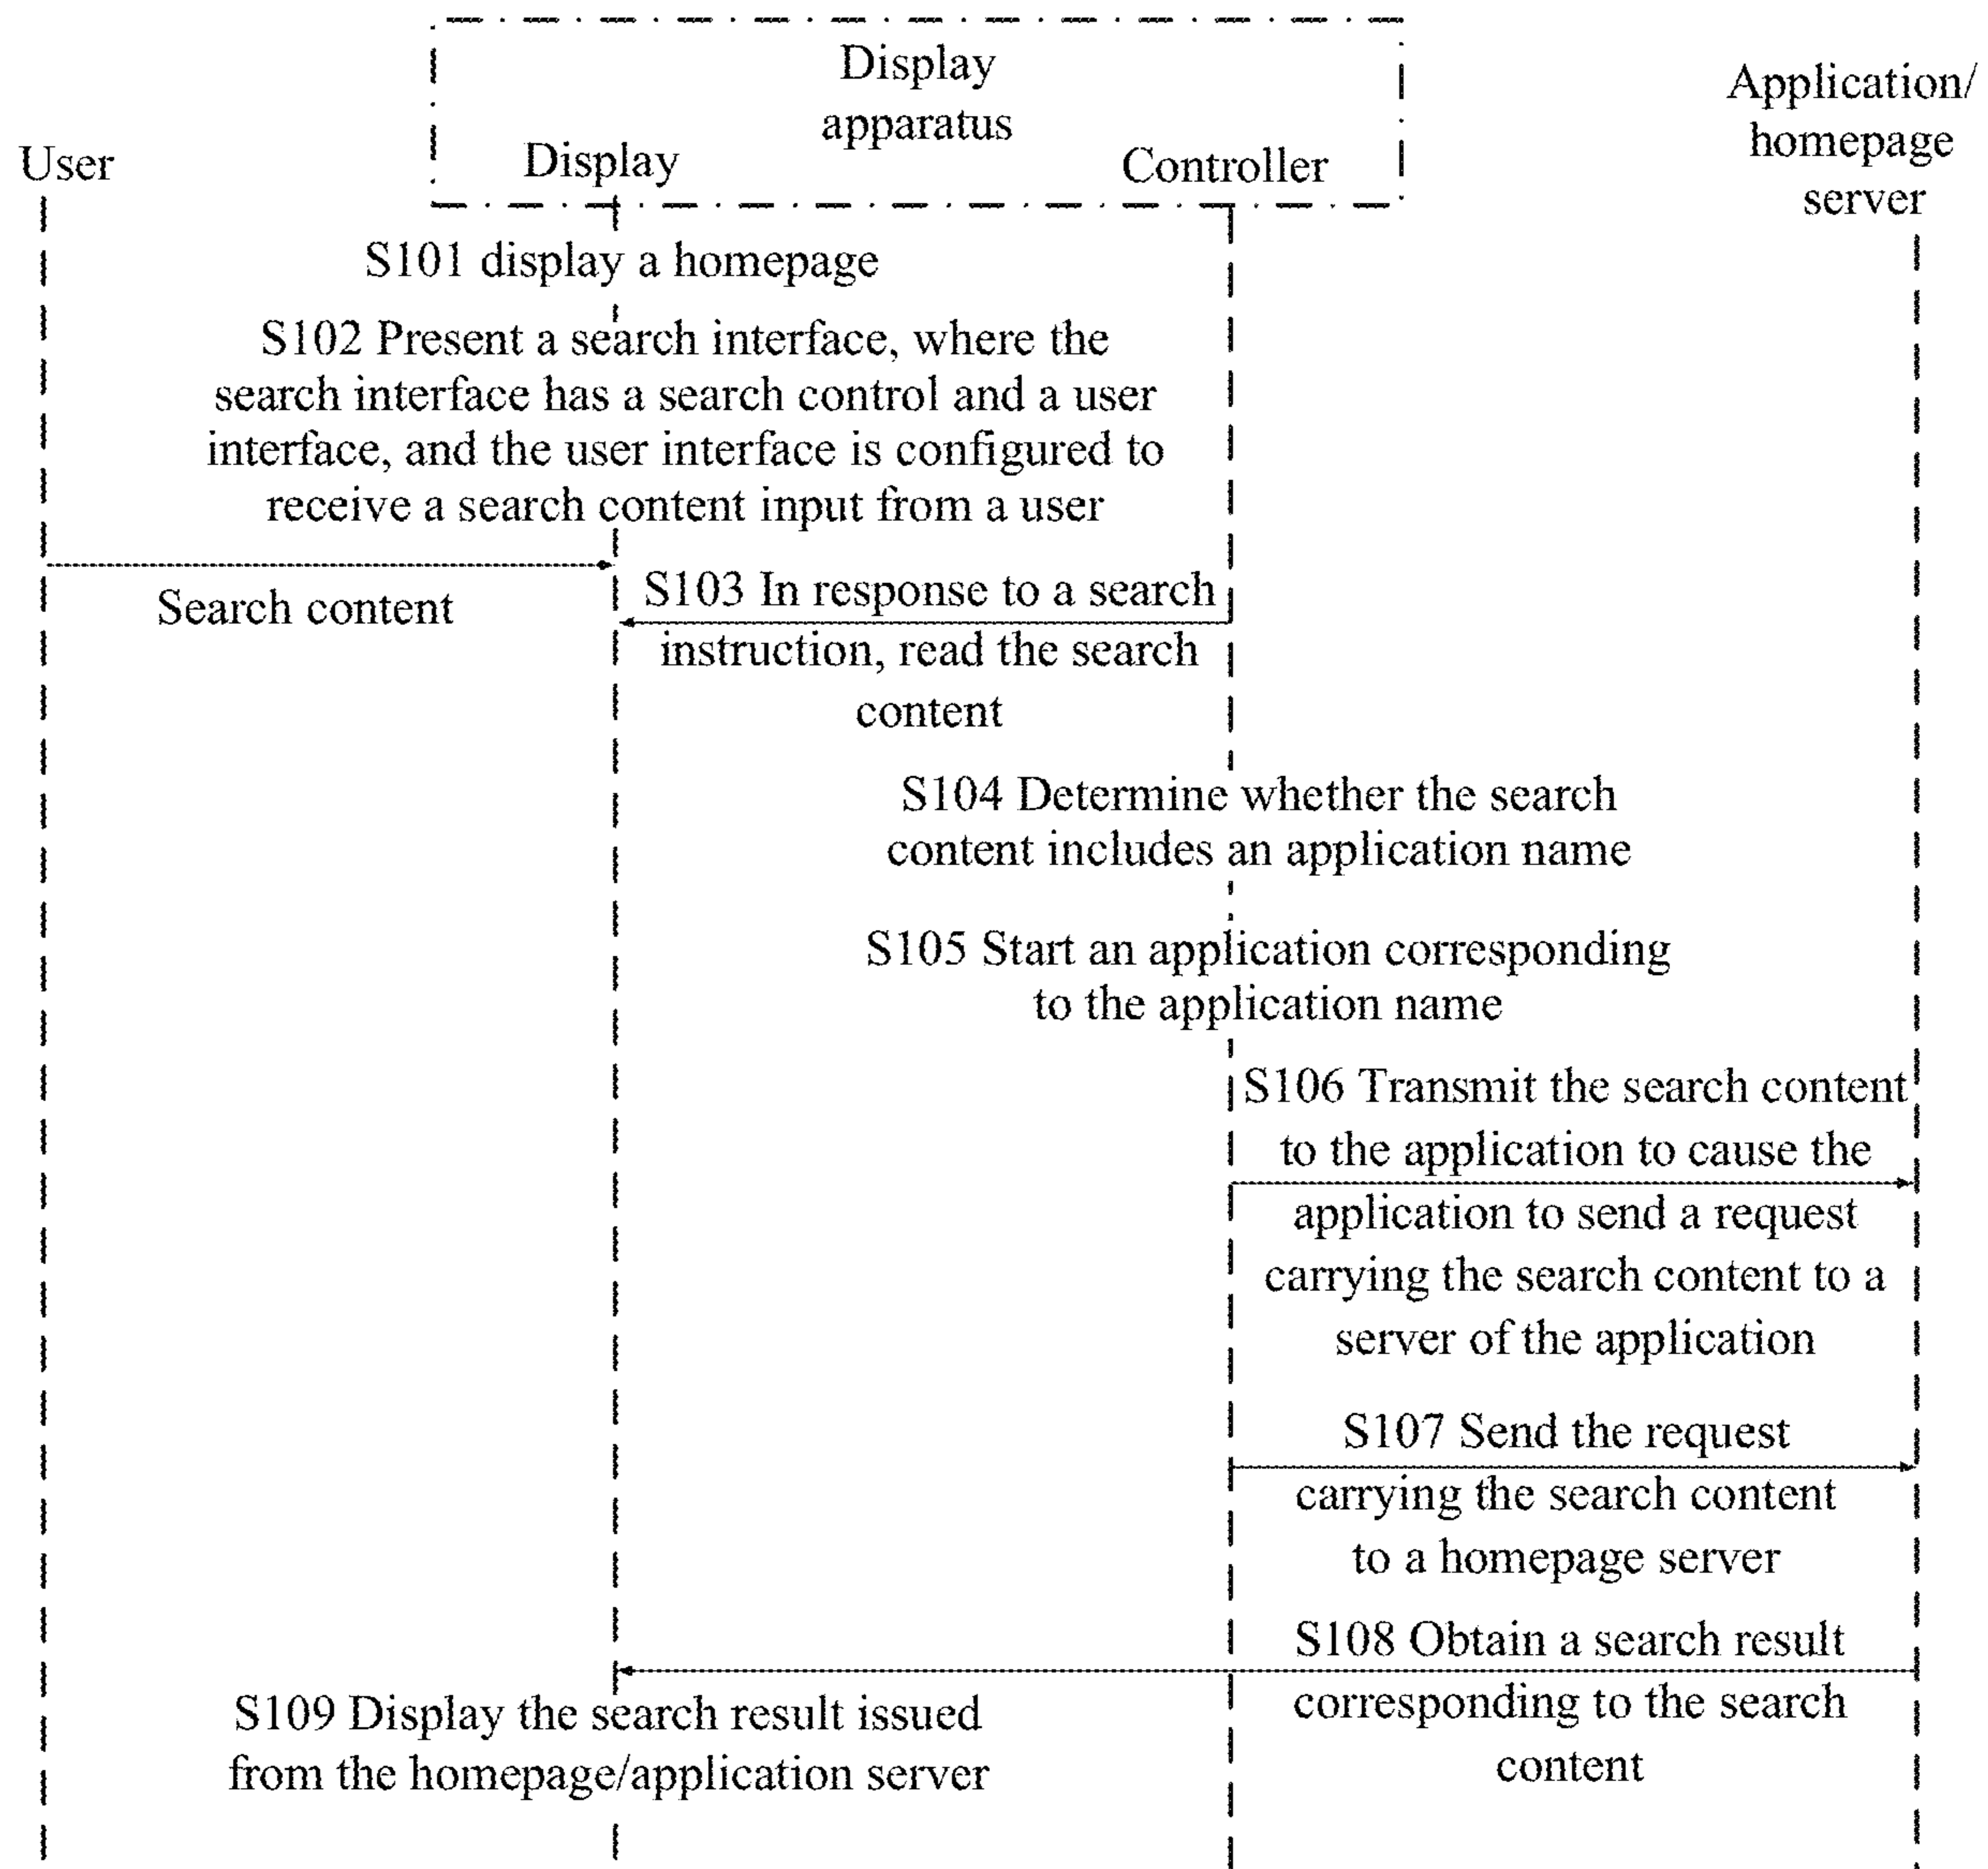 Display
apparatus
Application/
homepage
server
User
Display
Controller
S101 display a homepage
S102 Present a search interface, where the
search interface has a search control and a user
interface, and the user interface is configured to
receive a search content input from a user
Search content
S103 In response to a search
instruction, read the search
content
S104 Determine whether the search
content includes an application name
S105 Start an application corresponding
to the application name
S106 Transmit the search content
to the application to cause the
application to send a request
carrying the search content to a
server of the application
S107 Send the request
carrying the search content
to a homepage server
S108 Obtain a search result
corresponding to the search
content
S109 Display the search result issued
from the homepage/application server